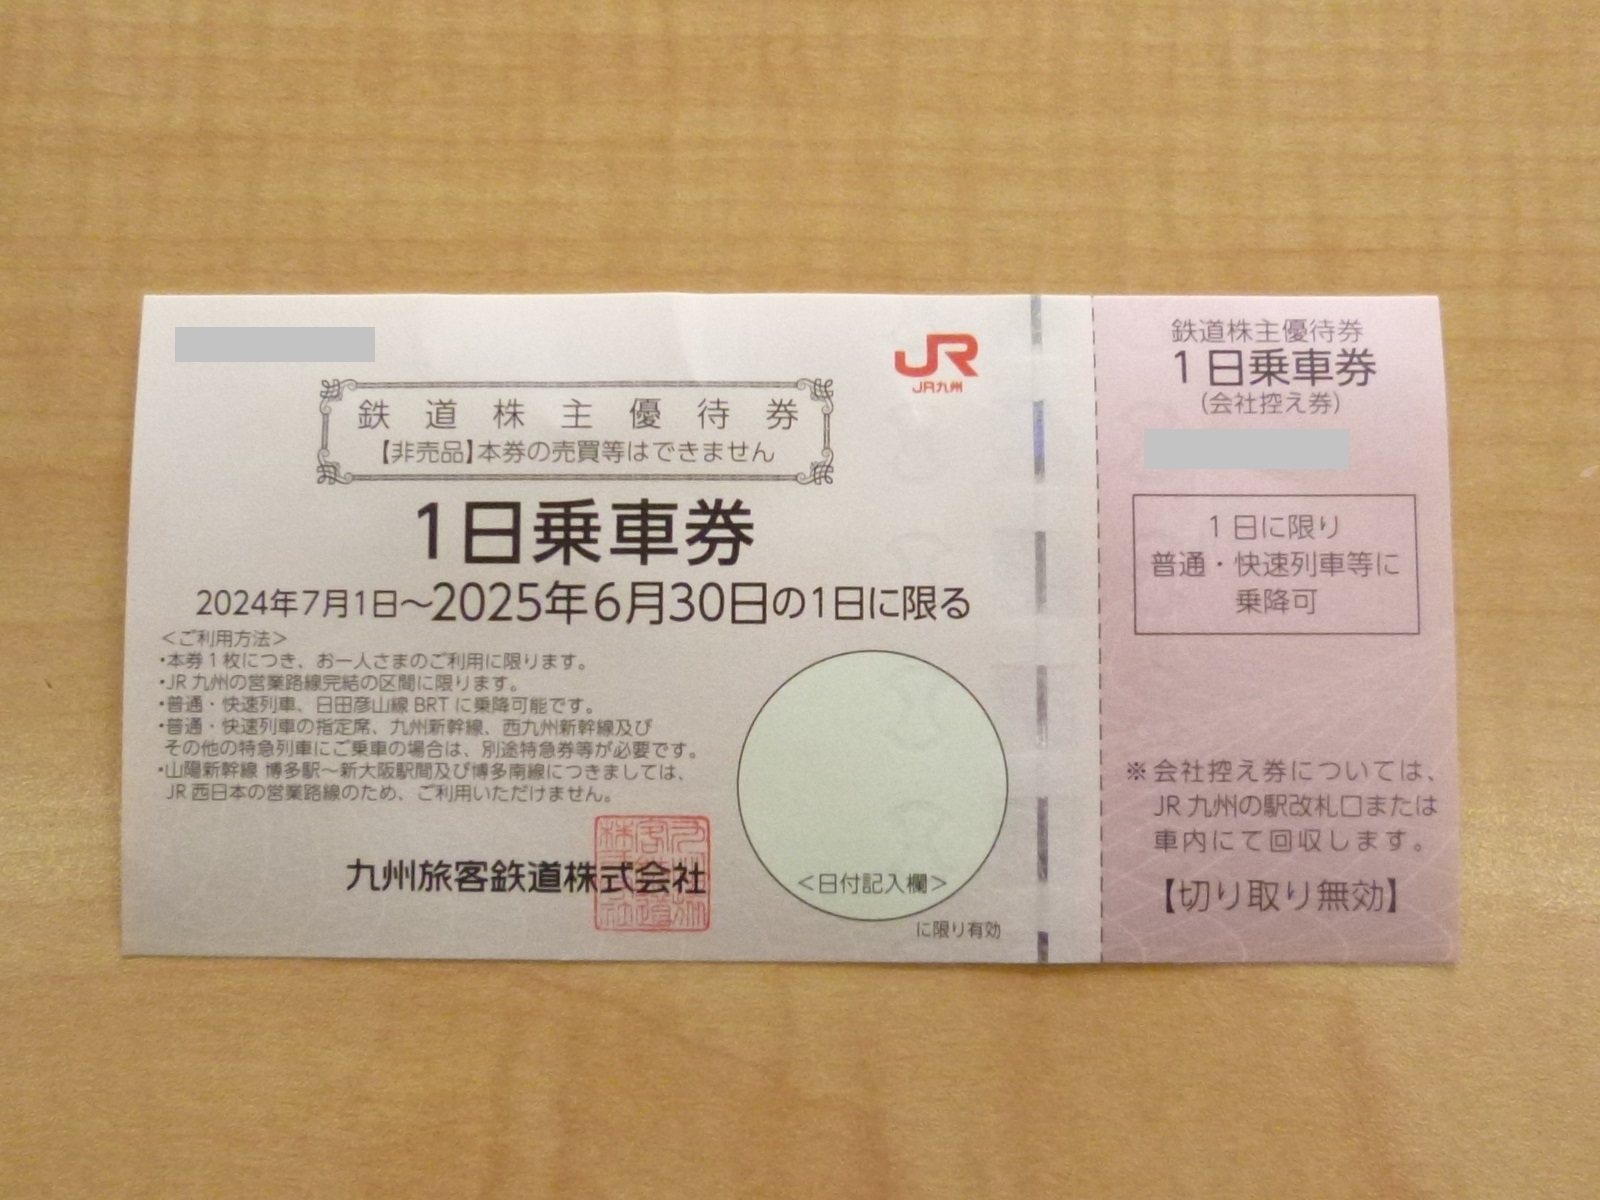 JR
JR九州
鉄道株主優待券
【非売品】本券の売買等はできません
1日乗車券
2024年7月1日～2025年6月30日の1日に限る
＜ご利用方法＞
・本券1枚につき、お一人さまのご利用に限ります。
・JR九州の営業路線完結の区間に限ります。
・普通・快速列車、日田彦山線BRTに乗降可能です。
・普通・快速列車の指定席、九州新幹線、西九州新幹線及び
その他の特急列車にご乗車の場合は、別途特急券等が必要です。
・山陽新幹線 博多駅～新大阪駅間及び博多南線につきましては、
JR西日本の営業路線のため、ご利用いただけません。
九州旅客鉄道株式会社
＜日付記入欄＞
に限り有効
鉄道株主優待券
1日乗車券
(会社控え券)
1日に限り
普通・快速列車等に
乗降可
※会社控え券については、
JR九州の駅改札口または
車内にて回収します。
【切り取り無効】